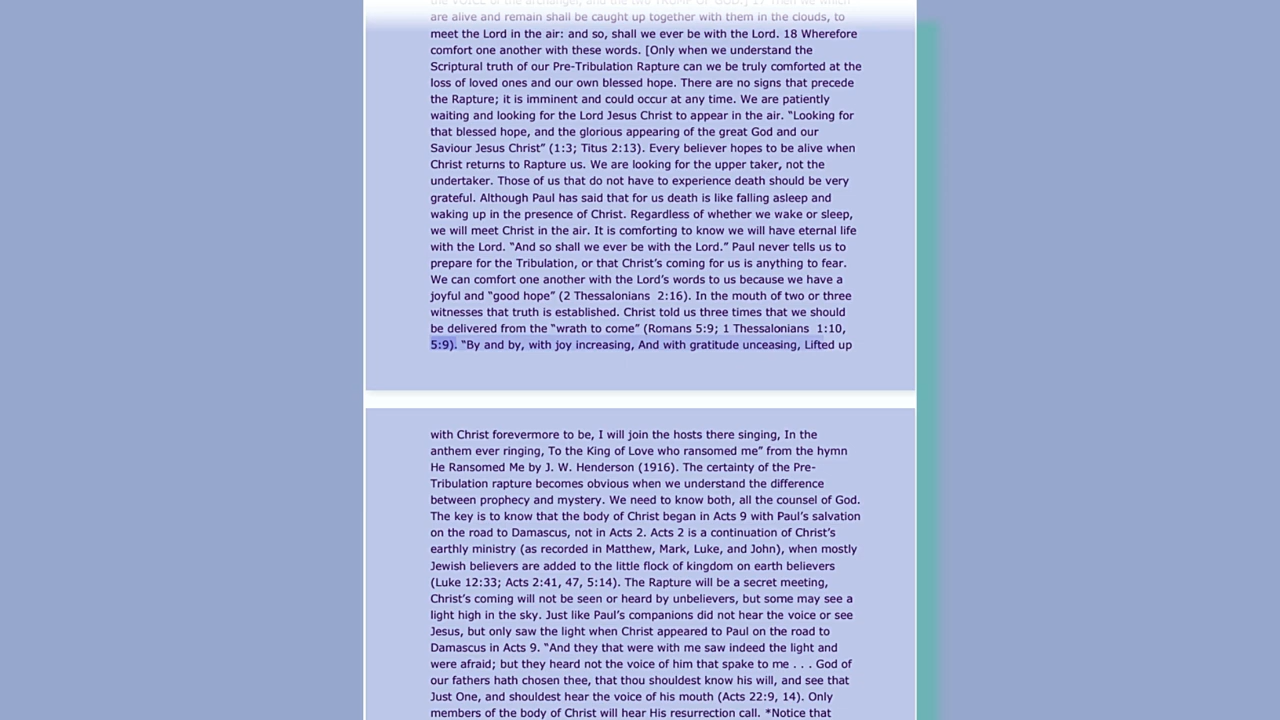 the VOICE of the archangel, and the two TRUMP OF GOD.] 17 Then we which
are alive and remain shall be caught up together with them in the clouds, to
meet the Lord in the air: and so, shall we ever be with the Lord. 18 Wherefore
comfort one another with these words. [Only when we understand the
Scriptural truth of our Pre-Tribulation Rapture can we be truly comforted at the
loss of loved ones and our own blessed hope. There are no signs that precede
the Rapture; it is imminent and could occur at any time. We are patiently
waiting and looking for the Lord Jesus Christ to appear in the air. “Looking for
that blessed hope, and the glorious appearing of the great God and our
Saviour Jesus Christ” (1:3; Titus 2:13). Every believer hopes to be alive when
Christ returns to Rapture us. We are looking for the upper taker, not the
undertaker. Those of us that do not have to experience death should be very
grateful. Although Paul has said that for us death is like falling asleep and
waking up in the presence of Christ. Regardless of whether we wake or sleep,
we will meet Christ in the air. It is comforting to know we will have eternal life
with the Lord. “And so shall we ever be with the Lord.” Paul never tells us to
prepare for the Tribulation, or that Christ’s coming for us is anything to fear.
We can comfort one another with the Lord’s words to us because we have a
joyful and “good hope” (2 Thessalonians 2:16). In the mouth of two or three
witnesses that truth is established. Christ told us three times that we should
be delivered from the “wrath to come” (Romans 5:9; 1 Thessalonians 1:10,
5:9). “By and by, with joy increasing, And with gratitude unceasing, Lifted up
with Christ forevermore to be, I will join the hosts there singing, In the
anthem ever ringing, To the King of Love who ransomed me” from the hymn
He Ransomed Me by J. W. Henderson (1916). The certainty of the Pre-
Tribulation rapture becomes obvious when we understand the difference
between prophecy and mystery. We need to know both, all the counsel of God.
The key is to know that the body of Christ began in Acts 9 with Paul’s salvation
on the road to Damascus, not in Acts 2. Acts 2 is a continuation of Christ’s
earthly ministry (as recorded in Matthew, Mark, Luke, and John), when mostly
Jewish believers are added to the little flock of kingdom on earth believers
(Luke 12:33; Acts 2:41, 47, 5:14). The Rapture will be a secret meeting,
Christ’s coming will not be seen or heard by unbelievers, but some may see a
light high in the sky. Just like Paul’s companions did not hear the voice or see
Jesus, but only saw the light when Christ appeared to Paul on the road to
Damascus in Acts 9. “And they that were with me saw indeed the light and
were afraid; but they heard not the voice of him that spake to me . . . God of
our fathers hath chosen thee, that thou shouldest know his will, and see that
Just One, and shouldest hear the voice of his mouth (Acts 22:9, 14). Only
members of the body of Christ will hear His resurrection call. *Notice that